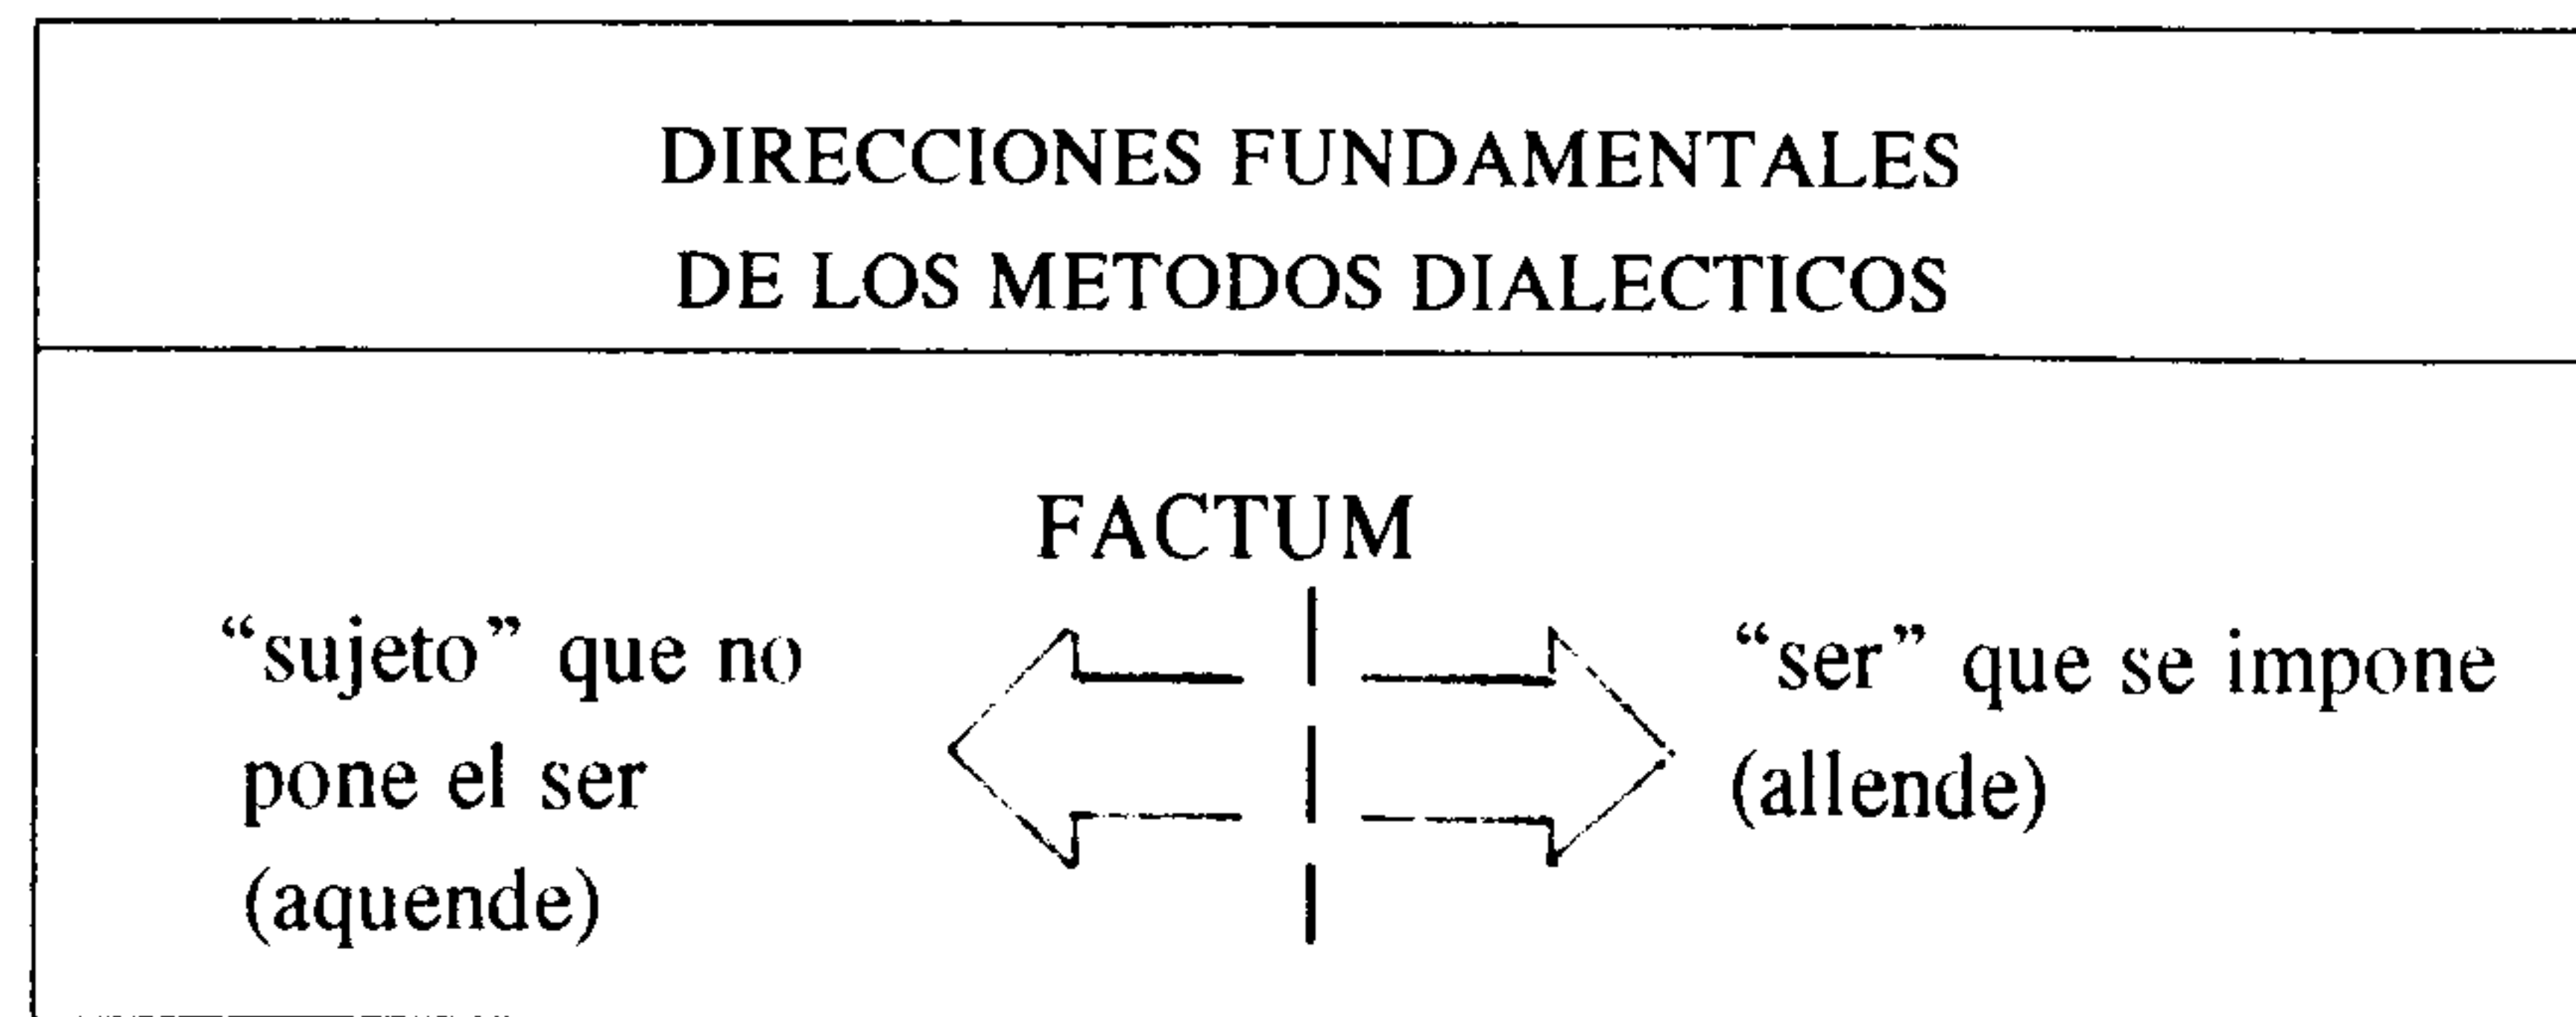 DIRECCIONES FUNDAMENTALES
DE LOS METODOS DIALECTICOS
FACTUM
“sujeto” que no
pone el ser
(aquende)
“ser” que se impone
(allende)